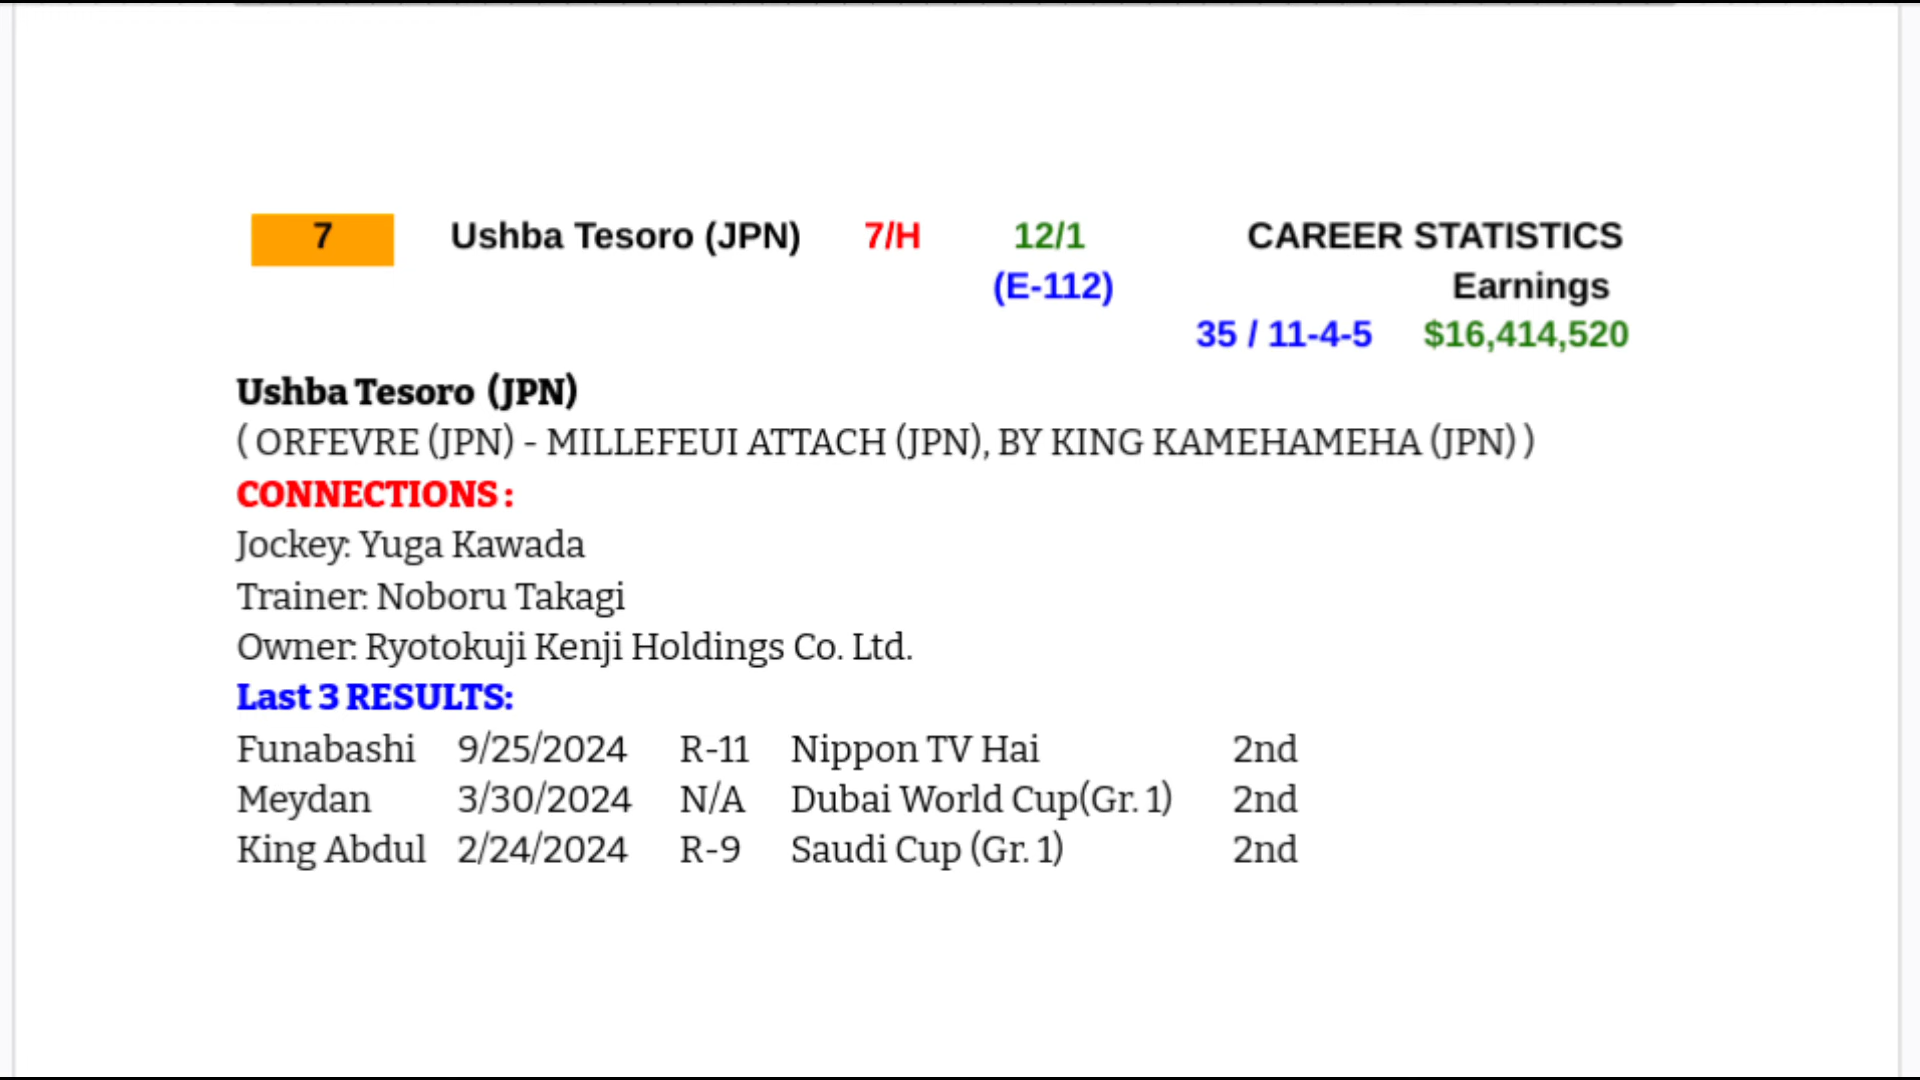 7 Ushba Tesoro (JPN) 7/H 12/1 CAREER STATISTICS
(E-112) Earnings
35 / 11-4-5 $16,414,520
Ushba Tesoro (JPN)
( ORFEVRE (JPN) - MILLEFEUI ATTACH (JPN), BY KING KAMEHAMEHA (JPN) )
CONNECTIONS :
Jockey: Yuga Kawada
Trainer: Noboru Takagi
Owner: Ryotokuji Kenji Holdings Co. Ltd.
Last 3 RESULTS:
Funabashi 9/25/2024 R-11 Nippon TV Hai 2nd
Meydan 3/30/2024 N/A Dubai World Cup(Gr. 1) 2nd
King Abdul 2/24/2024 R-9 Saudi Cup (Gr. 1) 2nd